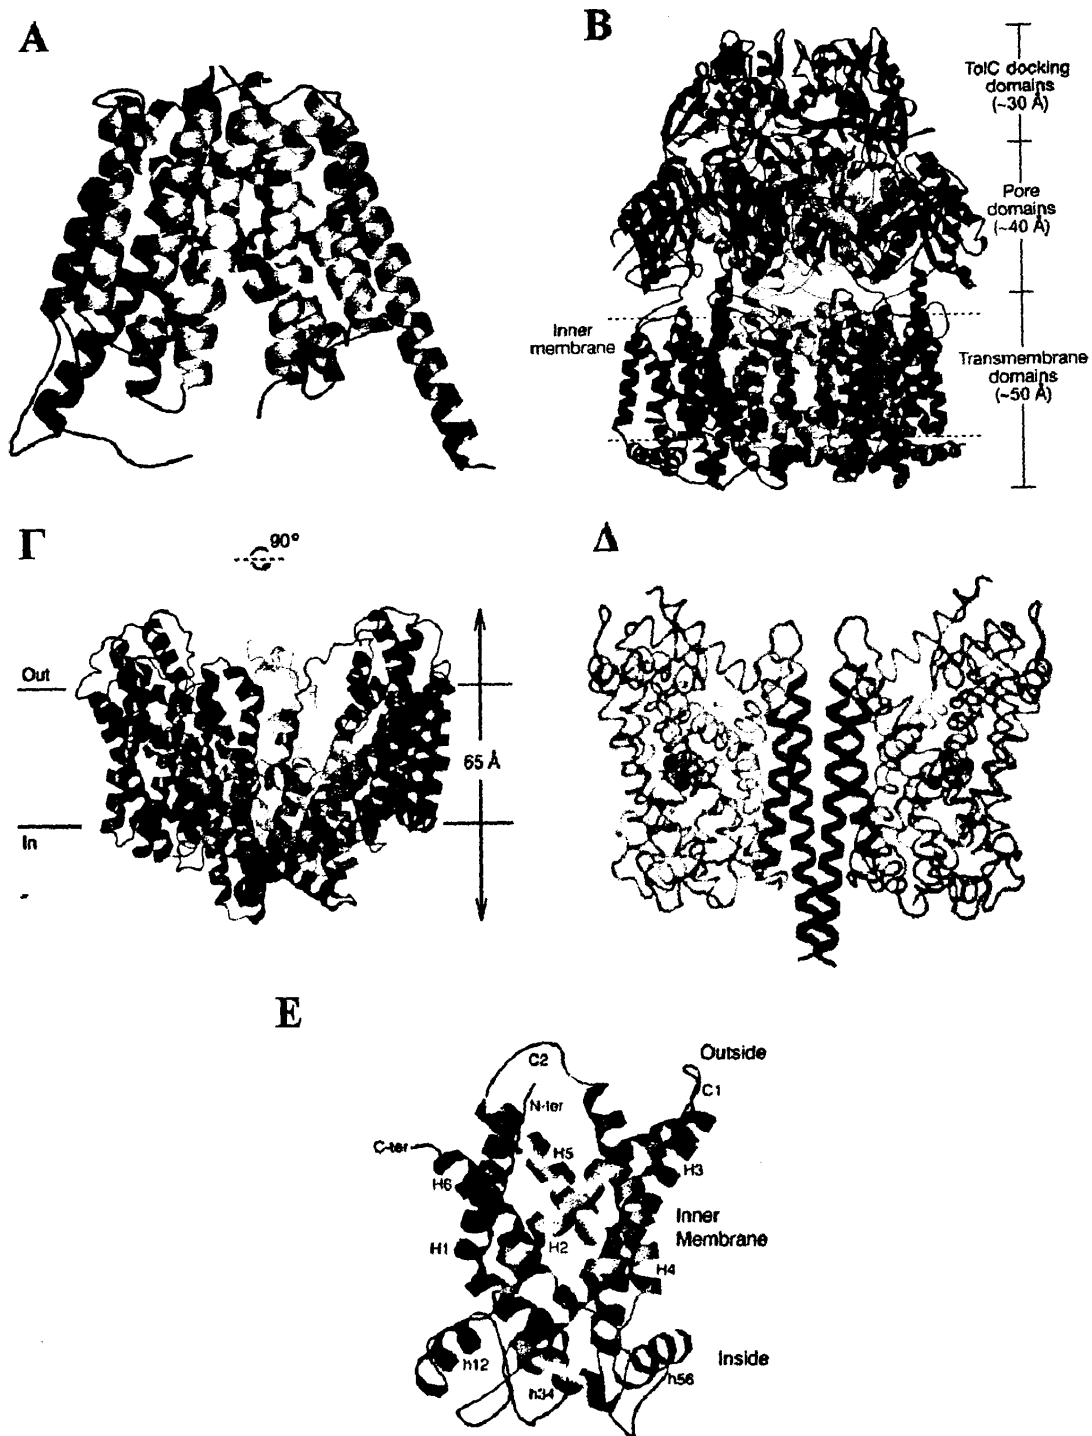 A
B
TolC docking
domains
(~30 Å)
Pore
domains
(~40 Å)
Inner
membrane
Transmembrane
domains
(~50 Å)
Γ
90°
Out
65 Å
In
Δ
E
C2
Outside
C1
N-ter
C-ter
H5
H3
H6
Inner
Membrane
H1
H2
H4
h12
h34
h56
Inside